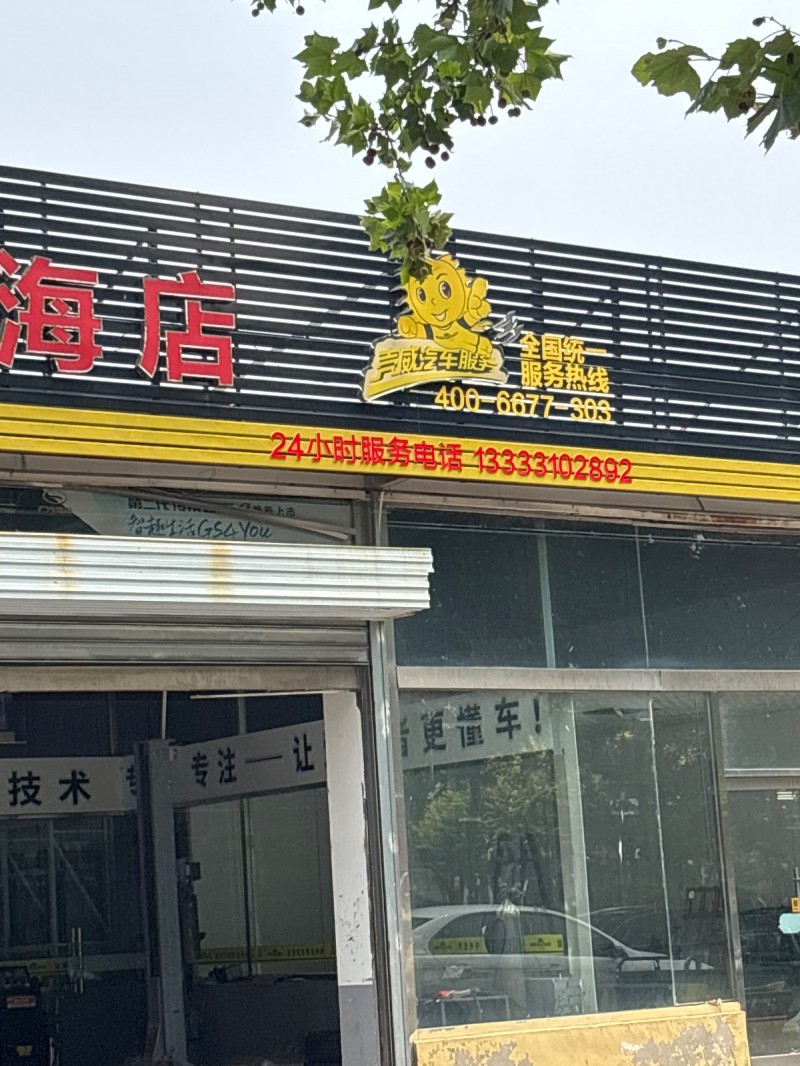 海店
威汽车服务
全国统一
服务热线
400-6677-303
24小时服务电话 13333102892
智趣生活GS4 YOU
技术 专注一让
更懂车!